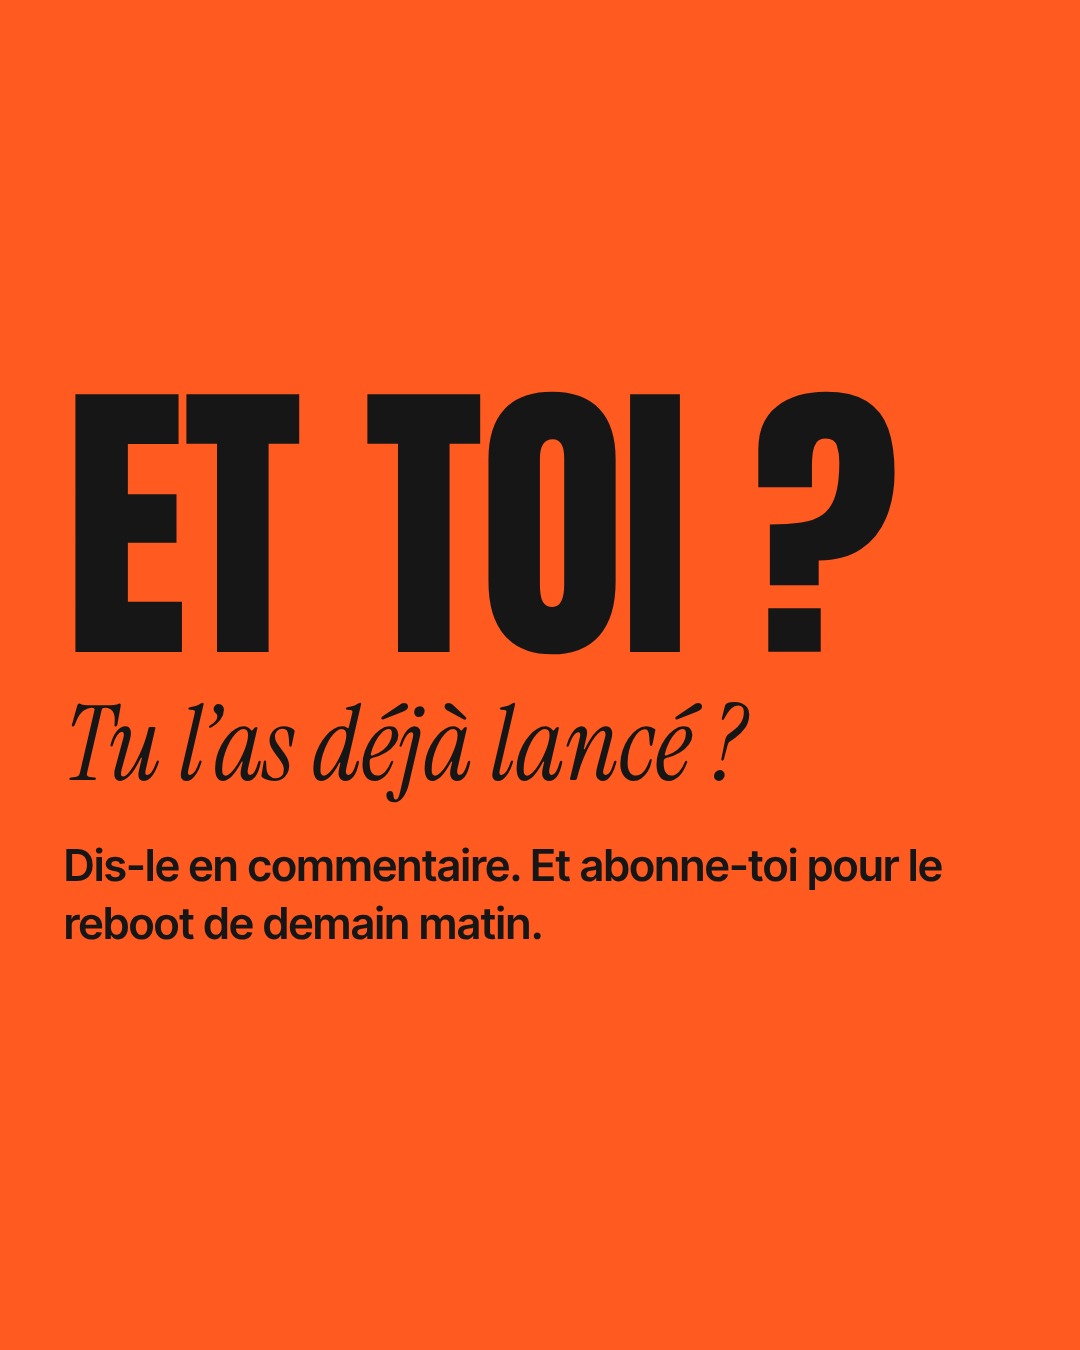 ET TOI ?
Tu l’as déjà lancé ?
Dis-le en commentaire. Et abonne-toi pour le
reboot de demain matin.